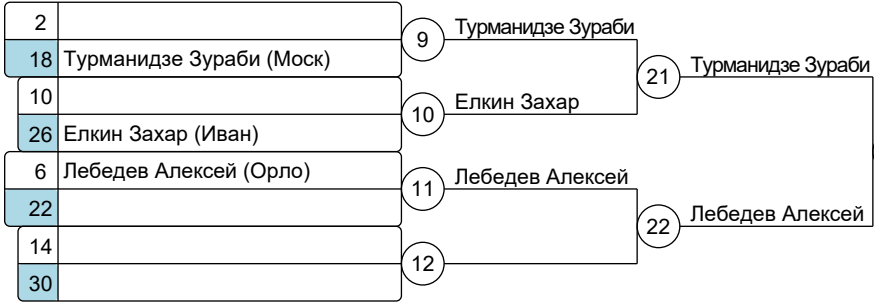 2
9 Турманидзе Зураби
18 Турманидзе Зураби (Моск)
21 Турманидзе Зураби
10
10 Елкин Захар
26 Елкин Захар (Иван)
6 Лебедев Алексей (Орло)
11 Лебедев Алексей
22
22 Лебедев Алексей
14
12
30